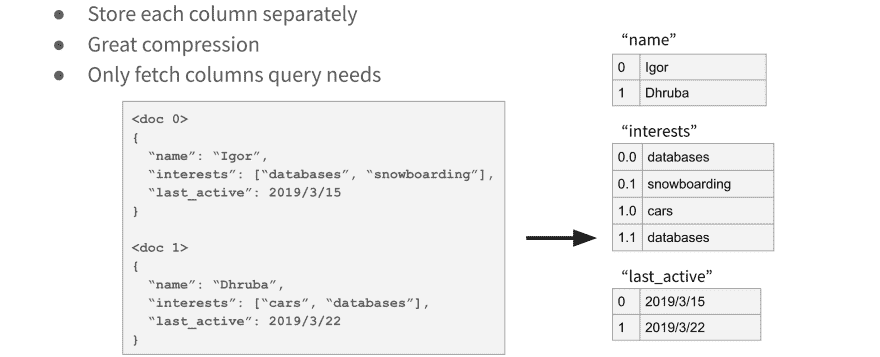 ● Store each column separately
● Great compression
● Only fetch columns query needs
<doc 0>
{
“name”: “Igor”,
“interests”: [“databases”, “snowboarding”],
“last_active”: 2019/3/15
}
<doc 1>
{
“name”: “Dhruba”,
“interests”: [“cars”, “databases”],
“last_active”: 2019/3/22
}
“name”
0 Igor
1 Dhruba
“interests”
0.0 databases
0.1 snowboarding
1.0 cars
1.1 databases
“last_active”
0 2019/3/15
1 2019/3/22